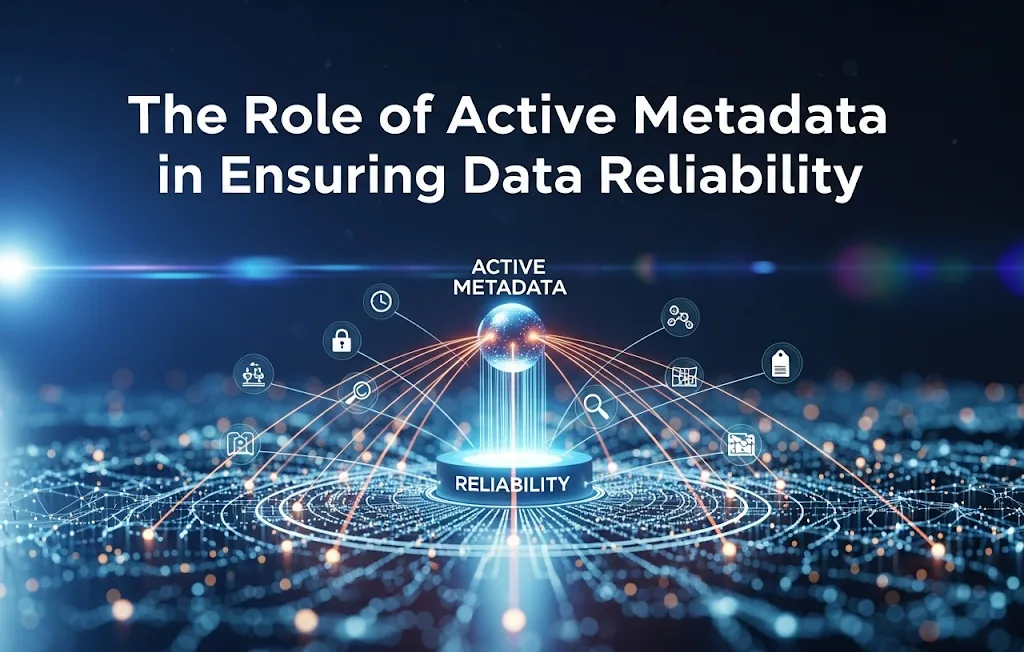 The Role of Active Metadata
in Ensuring Data Reliability
ACTIVE
METADATA
RELIABILITY